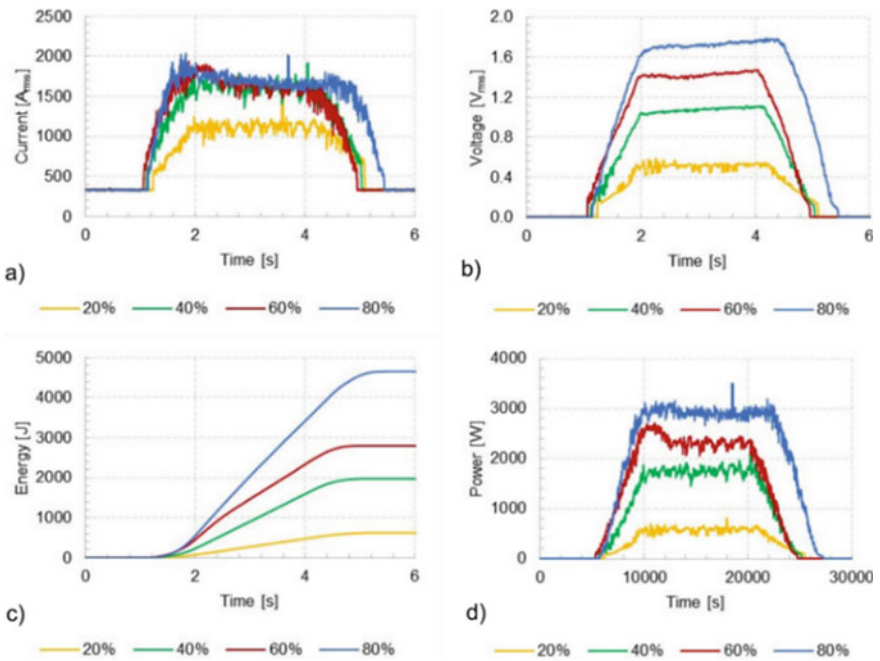 2500
2000
1500
1000
500
0
Current [Arms]
0 2 4 6
Time [s]
a)
20% 40% 60% 80%
2.0
1.6
1.2
0.8
0.4
0.0
Voltage [Vrms]
0 2 4 6
Time [s]
b)
20% 40% 60% 80%
5000
4000
3000
2000
1000
0
Energy [J]
0 2 4 6
Time [s]
c)
20% 40% 60% 80%
4000
3000
2000
1000
0
Power [W]
0 10000 20000 30000
Time [s]
d)
20% 40% 60% 80%